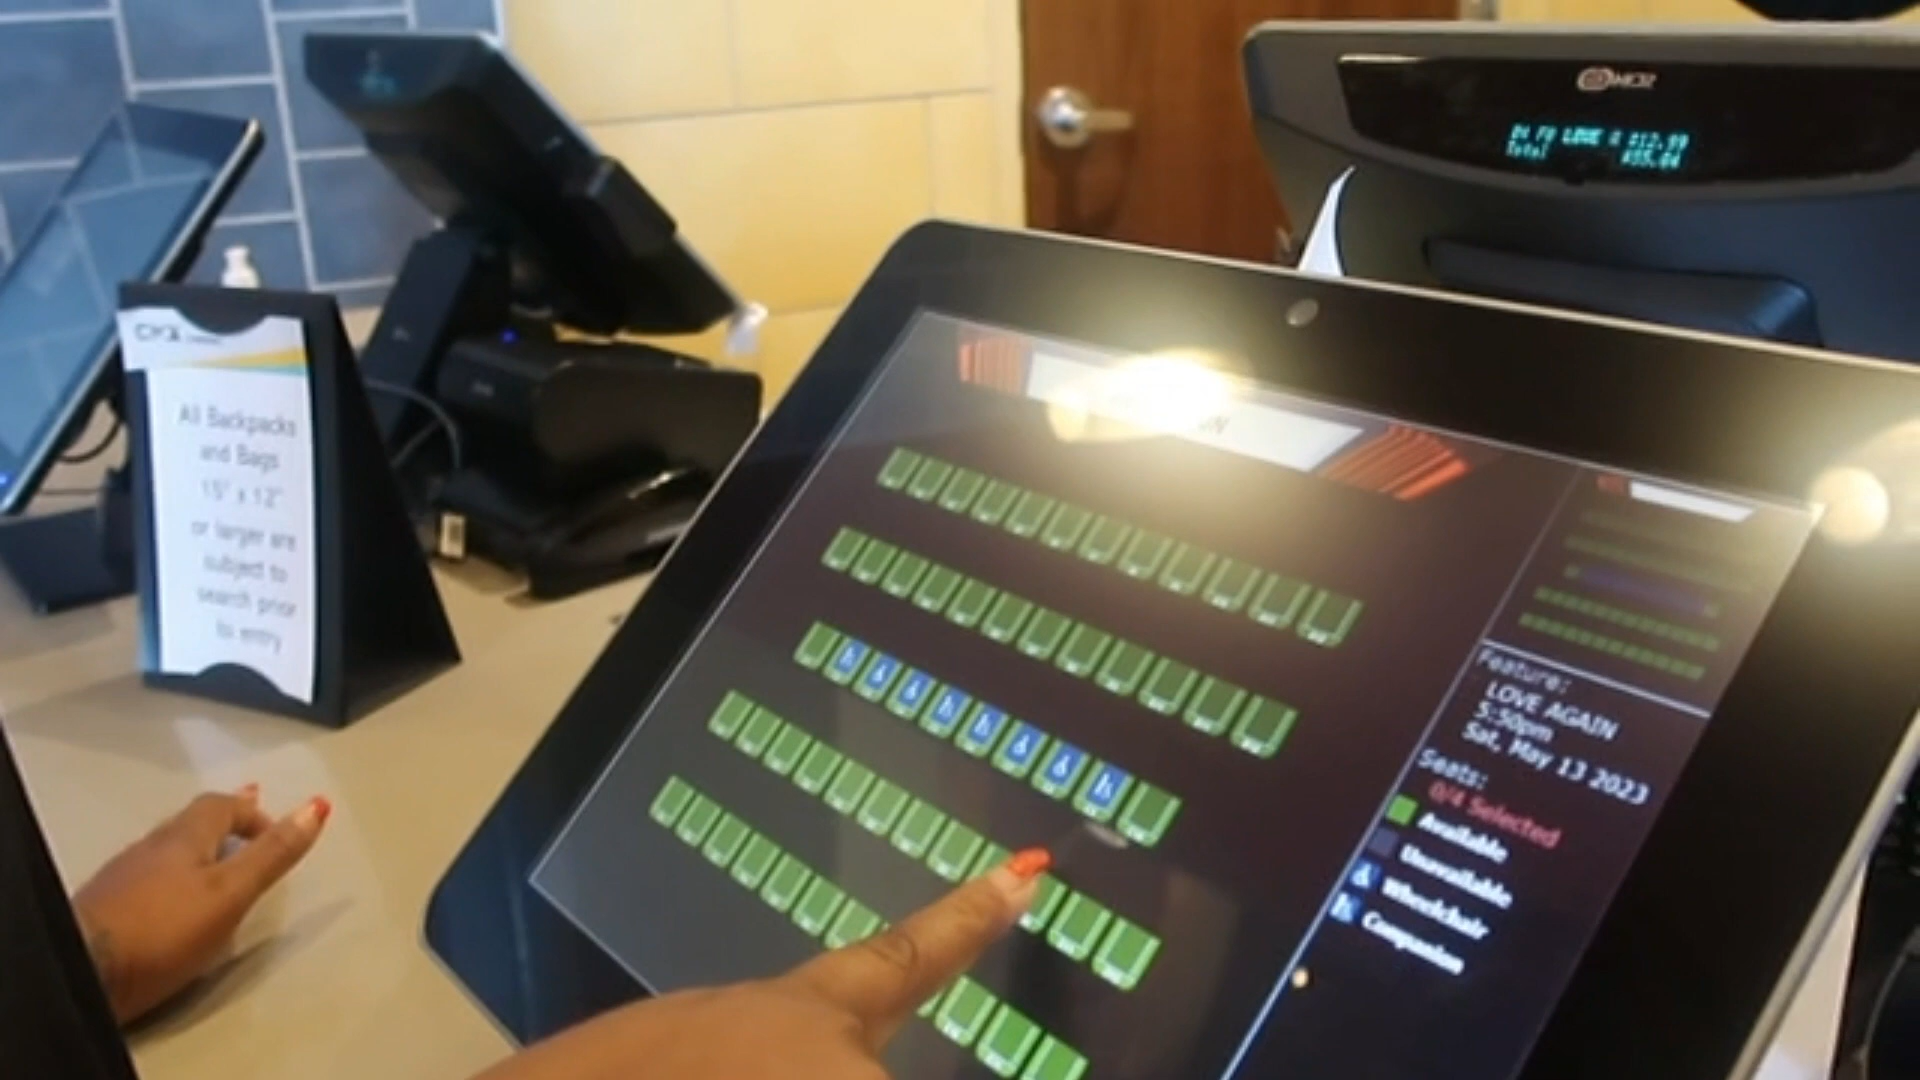 All Backpacks
and Bags
15" x 12"
or larger are
subject to
search prior
to entry
Total
Feature:
LOVE AGAIN
5:50pm
Sat, May 13 2023
Seats:
0/4 Selected
Available
Unavailable
Wheelchair
Companion